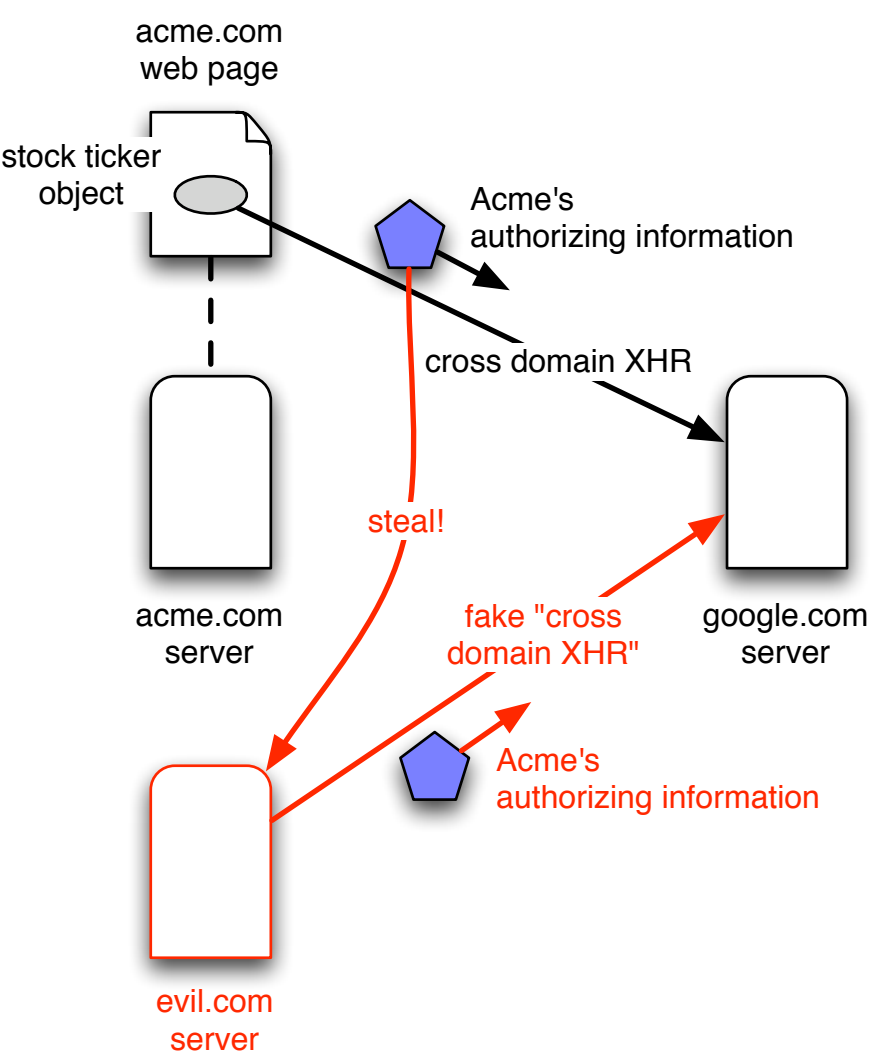 acme.com
web page
stock ticker
object
Acme's
authorizing information
cross domain XHR
steal!
acme.com
server
fake "cross
domain XHR"
google.com
server
Acme's
authorizing information
evil.com
server